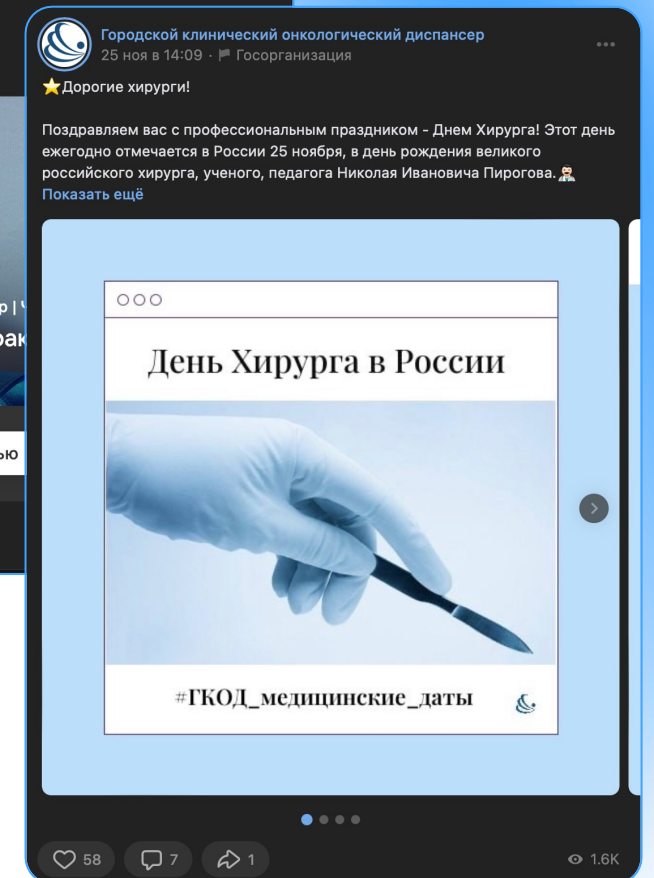 Городской клинический онкологический диспансер
25 ноя в 14:09 · Госорганизация
⭐Дорогие хирурги!
Поздравляем вас с профессиональным праздником - Днем Хирурга! Этот день
ежегодно отмечается в России 25 ноября, в день рождения великого
российского хирурга, ученого, педагога Николая Ивановича Пирогова.👨🏻‍⚕️
Показать ещё
День Хирурга в России
#ГКОД_медицинские_даты
58
7
1
1.6K